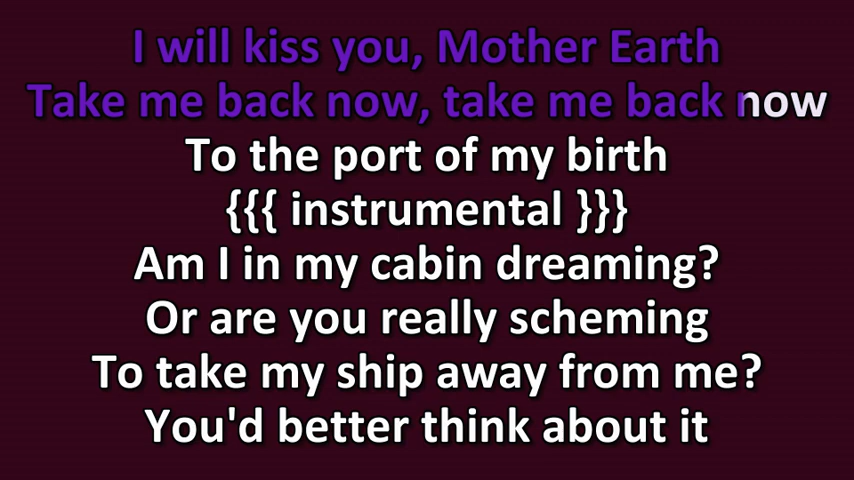 I will kiss you, Mother Earth
Take me back now, take me back now
To the port of my birth
{{{ instrumental }}}
Am I in my cabin dreaming?
Or are you really scheming
To take my ship away from me?
You'd better think about it